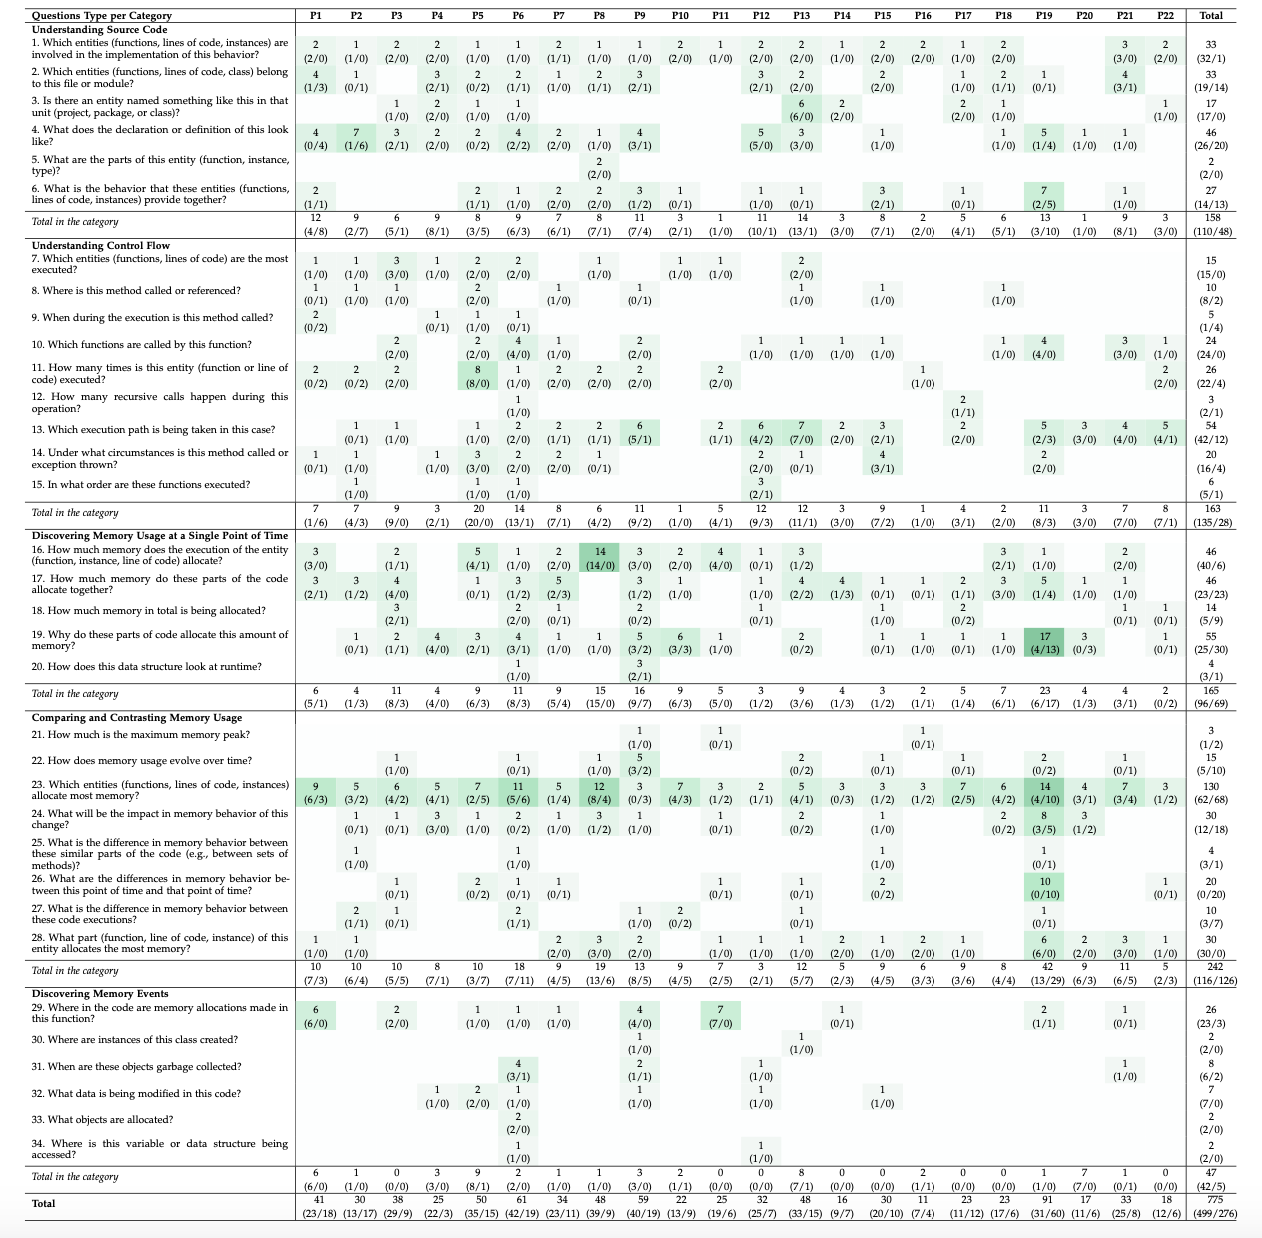 Questions Type per Category P1 P2 P3 P4 P5 P6 P7 P8 P9 P10 P11 P12 P13 P14 P15 P16 P17 P18 P19 P20 P21 P22 Total
Understanding Source Code
1. Which entities (functions, lines of code, instances) are 2 1 2 2 1 1 2 1 1 2 1 2 2 1 2 2 1 2 3 2 33
involved in the implementation of this behavior? (2/0) (1/0) (2/0) (2/0) (1/0) (1/0) (1/1) (1/0) (1/0) (2/0) (1/0) (2/0) (2/0) (1/0) (2/0) (2/0) (1/0) (2/0) (3/0) (2/0) (32/1)
2. Which entities (functions, lines of code, class) belong 4 1 3 2 2 1 2 3 3 2 2 1 2 1 4 33
to this file or module? (1/3) (0/1) (2/1) (0/2) (1/1) (1/0) (1/1) (2/1) (2/1) (2/0) (2/0) (1/0) (1/1) (0/1) (3/1) (19/14)
3. Is there an entity named something like this in that 1 2 1 1 6 2 2 1 1 17
unit (project, package, or class)? (1/0) (2/0) (1/0) (1/0) (6/0) (2/0) (2/0) (1/0) (1/0) (17/0)
4. What does the declaration or definition of this look 4 7 3 2 2 4 2 1 4 5 3 1 1 5 1 1 46
like? (0/4) (1/6) (2/1) (2/0) (0/2) (2/2) (2/0) (1/0) (3/1) (5/0) (3/0) (1/0) (1/0) (1/4) (1/0) (1/0) (26/20)
5. What are the parts of this entity (function, instance, 2 2
type)? (2/0) (2/0)
6. What is the behavior that these entities (functions, 2 2 1 2 2 3 1 1 1 3 1 7 1 27
lines of code, instances) provide together? (1/1) (1/1) (1/0) (2/0) (2/0) (1/2) (0/1) (1/0) (0/1) (2/1) (0/1) (2/5) (1/0) (14/13)
Total in the category 12 9 6 9 8 9 7 8 11 3 1 11 14 3 8 2 5 6 13 1 9 3 158
(4/8) (2/7) (5/1) (8/1) (3/5) (6/3) (6/1) (7/1) (7/4) (2/1) (1/0) (10/1) (13/1) (3/0) (7/1) (2/0) (4/1) (5/1) (3/10) (1/0) (8/1) (3/0) (110/48)
Understanding Control Flow
7. Which entities (functions, lines of code) are the most 1 1 3 1 2 2 1 1 1 2 15
executed? (1/0) (1/0) (3/0) (1/0) (2/0) (2/0) (1/0) (1/0) (1/0) (2/0) (15/0)
8. Where is this method called or referenced? 1 1 1 2 1 1 1 1 1 10
(0/1) (1/0) (1/0) (2/0) (1/0) (0/1) (1/0) (1/0) (1/0) (8/2)
9. When during the execution is this method called? 2 1 1 1 5
(0/2) (0/1) (1/0) (0/1) (1/4)
10. Which functions are called by this function? 2 2 4 1 2 1 1 1 1 1 4 3 1 24
(2/0) (2/0) (4/0) (1/0) (2/0) (1/0) (1/0) (1/0) (1/0) (1/0) (4/0) (3/0) (1/0) (24/0)
11. How many times is this entity (function or line of 2 2 2 8 1 2 2 2 2 1 2 26
code) executed? (0/2) (0/2) (2/0) (8/0) (1/0) (2/0) (2/0) (2/0) (2/0) (1/0) (2/0) (22/4)
12. How many recursive calls happen during this 1 2 3
operation? (1/0) (1/1) (2/1)
13. Which execution path is being taken in this case? 1 1 1 2 2 2 6 2 6 7 2 3 2 5 3 4 5 54
(0/1) (1/0) (1/0) (2/0) (1/1) (1/1) (5/1) (1/1) (4/2) (7/0) (2/0) (2/1) (2/0) (2/3) (3/0) (4/0) (4/1) (42/12)
14. Under what circumstances is this method called or 1 1 1 3 2 2 1 2 1 4 2 20
exception thrown? (0/1) (1/0) (1/0) (3/0) (2/0) (2/0) (0/1) (2/0) (0/1) (3/1) (2/0) (16/4)
15. In what order are these functions executed? 1 1 1 3 6
(1/0) (1/0) (1/0) (2/1) (5/1)
Total in the category 7 7 9 3 20 14 8 6 11 1 5 12 12 3 9 1 4 2 11 3 7 8 163
(1/6) (4/3) (9/0) (2/1) (20/0) (13/1) (7/1) (4/2) (9/2) (1/0) (4/1) (9/3) (11/1) (3/0) (7/2) (1/0) (3/1) (2/0) (8/3) (3/0) (7/0) (7/1) (135/28)
Discovering Memory Usage at a Single Point of Time
16. How much memory does the execution of the entity 3 2 5 1 2 14 3 2 4 1 3 3 1 2 46
(function, instance, line of code) allocate? (3/0) (1/1) (4/1) (1/0) (2/0) (14/0) (3/0) (2/0) (4/0) (0/1) (1/2) (2/1) (1/0) (2/0) (40/6)
17. How much memory do these parts of the code 3 3 4 1 3 5 3 1 1 4 4 1 1 2 3 5 1 1 46
allocate together? (2/1) (1/2) (4/0) (0/1) (1/2) (2/3) (1/2) (1/0) (1/0) (2/2) (1/3) (0/1) (0/1) (1/1) (3/0) (1/4) (1/0) (1/0) (23/23)
18. How much memory in total is being allocated? 3 2 1 2 1 1 2 1 1 14
(2/1) (2/0) (0/1) (0/2) (0/1) (1/0) (0/2) (0/1) (0/1) (5/9)
19. Why do these parts of code allocate this amount of 1 2 4 3 4 1 1 5 6 1 2 1 1 1 1 17 3 1 55
memory? (0/1) (1/1) (4/0) (2/1) (3/1) (1/0) (1/0) (3/2) (3/3) (1/0) (0/2) (0/1) (1/0) (1/0) (1/0) (4/13) (0/3) (0/1) (25/30)
20. How does this data structure look at runtime? 1 3 4
(1/0) (2/1) (3/1)
Total in the category 6 4 11 4 9 11 9 15 16 9 5 3 9 4 3 2 5 7 23 4 4 2 165
(5/1) (1/3) (8/3) (4/0) (6/3) (8/3) (5/4) (15/0) (9/7) (6/3) (5/0) (1/2) (3/6) (1/3) (1/2) (1/1) (1/4) (6/1) (6/17) (1/3) (3/1) (0/2) (96/69)
Comparing and Contrasting Memory Usage
21. How much is the maximum memory peak? 1 1 1 3
(1/0) (0/1) (0/1) (1/2)
22. How does memory usage evolve over time? 1 1 1 5 2 1 1 2 1 15
(1/0) (0/1) (1/0) (3/2) (0/2) (0/1) (0/1) (0/2) (0/1) (5/10)
23. Which entities (functions, lines of code, instances) 9 5 6 5 7 11 5 12 3 7 3 2 5 3 3 3 7 6 14 4 7 3 130
allocate most memory? (6/3) (3/2) (4/2) (4/1) (2/5) (5/6) (1/4) (8/4) (0/3) (4/3) (1/2) (1/1) (4/1) (0/3) (1/2) (1/2) (2/5) (4/2) (4/10) (3/1) (3/4) (1/2) (62/68)
24. What will be the impact in memory behavior of this 1 1 3 1 2 1 3 1 1 2 1 2 8 3 30
change? (0/1) (0/1) (3/0) (1/0) (0/2) (1/0) (1/2) (1/0) (0/1) (0/2) (1/0) (0/2) (3/5) (1/2) (12/18)
25. What is the difference in memory behavior between
these similar parts of the code (e.g., between sets of 1 1 1 1 4
methods)? (1/0) (1/0) (1/0) (0/1) (3/1)
26. What are the differences in memory behavior be- 1 2 1 1 1 1 2 10 1 20
tween this point of time and that point of time? (0/1) (0/2) (0/1) (0/1) (0/1) (0/1) (0/2) (0/10) (0/1) (0/20)
27. What is the difference in memory behavior between 2 1 2 1 2 1 1 10
these code executions? (1/1) (0/1) (1/1) (1/0) (0/2) (0/1) (0/1) (3/7)
28. What part (function, line of code, instance) of this 1 1 2 3 2 1 1 1 2 1 2 1 6 2 3 1 30
entity allocates the most memory? (1/0) (1/0) (2/0) (3/0) (2/0) (1/0) (1/0) (1/0) (2/0) (1/0) (2/0) (1/0) (6/0) (2/0) (3/0) (1/0) (30/0)
Total in the category 10 10 10 8 10 18 9 19 13 9 7 3 12 5 9 6 9 8 42 9 11 5 242
(7/3) (6/4) (5/5) (7/1) (3/7) (7/11) (4/5) (13/6) (8/5) (4/5) (2/5) (2/1) (5/7) (2/3) (4/5) (3/3) (3/6) (4/4) (13/29) (6/3) (6/5) (2/3) (116/126)
Discovering Memory Events
29. Where in the code are memory allocations made in 6 2 1 1 1 4 7 1 2 1 26
this function? (6/0) (2/0) (1/0) (1/0) (1/0) (4/0) (7/0) (0/1) (1/1) (0/1) (23/3)
30. Where are instances of this class created? 1 1 2
(1/0) (1/0) (2/0)
31. When are these objects garbage collected? 4 2 1 1 8
(3/1) (1/1) (1/0) (1/0) (6/2)
32. What data is being modified in this code? 1 2 1 1 1 1 7
(1/0) (2/0) (1/0) (1/0) (1/0) (1/0) (7/0)
33. What objects are allocated? 2 2
(2/0) (2/0)
34. Where is this variable or data structure being 1 1 2
accessed? (1/0) (1/0) (2/0)
Total in the category 6 1 0 3 9 2 1 1 3 2 0 0 8 0 0 2 0 0 1 7 1 0 47
(6/0) (1/0) (0/0) (3/0) (8/1) (2/0) (1/0) (1/0) (3/0) (1/1) (0/0) (0/0) (7/1) (0/0) (0/0) (1/1) (0/0) (0/0) (1/0) (7/0) (0/1) (0/0) (42/5)
Total 41 30 38 25 50 61 34 48 59 22 25 32 48 16 30 11 23 23 91 17 33 18 775
(23/18) (13/17) (29/9) (22/3) (35/15) (42/19) (23/11) (39/9) (40/19) (13/9) (19/6) (25/7) (33/15) (9/7) (20/10) (7/4) (11/12) (17/6) (31/60) (11/6) (25/8) (12/6) (499/276)